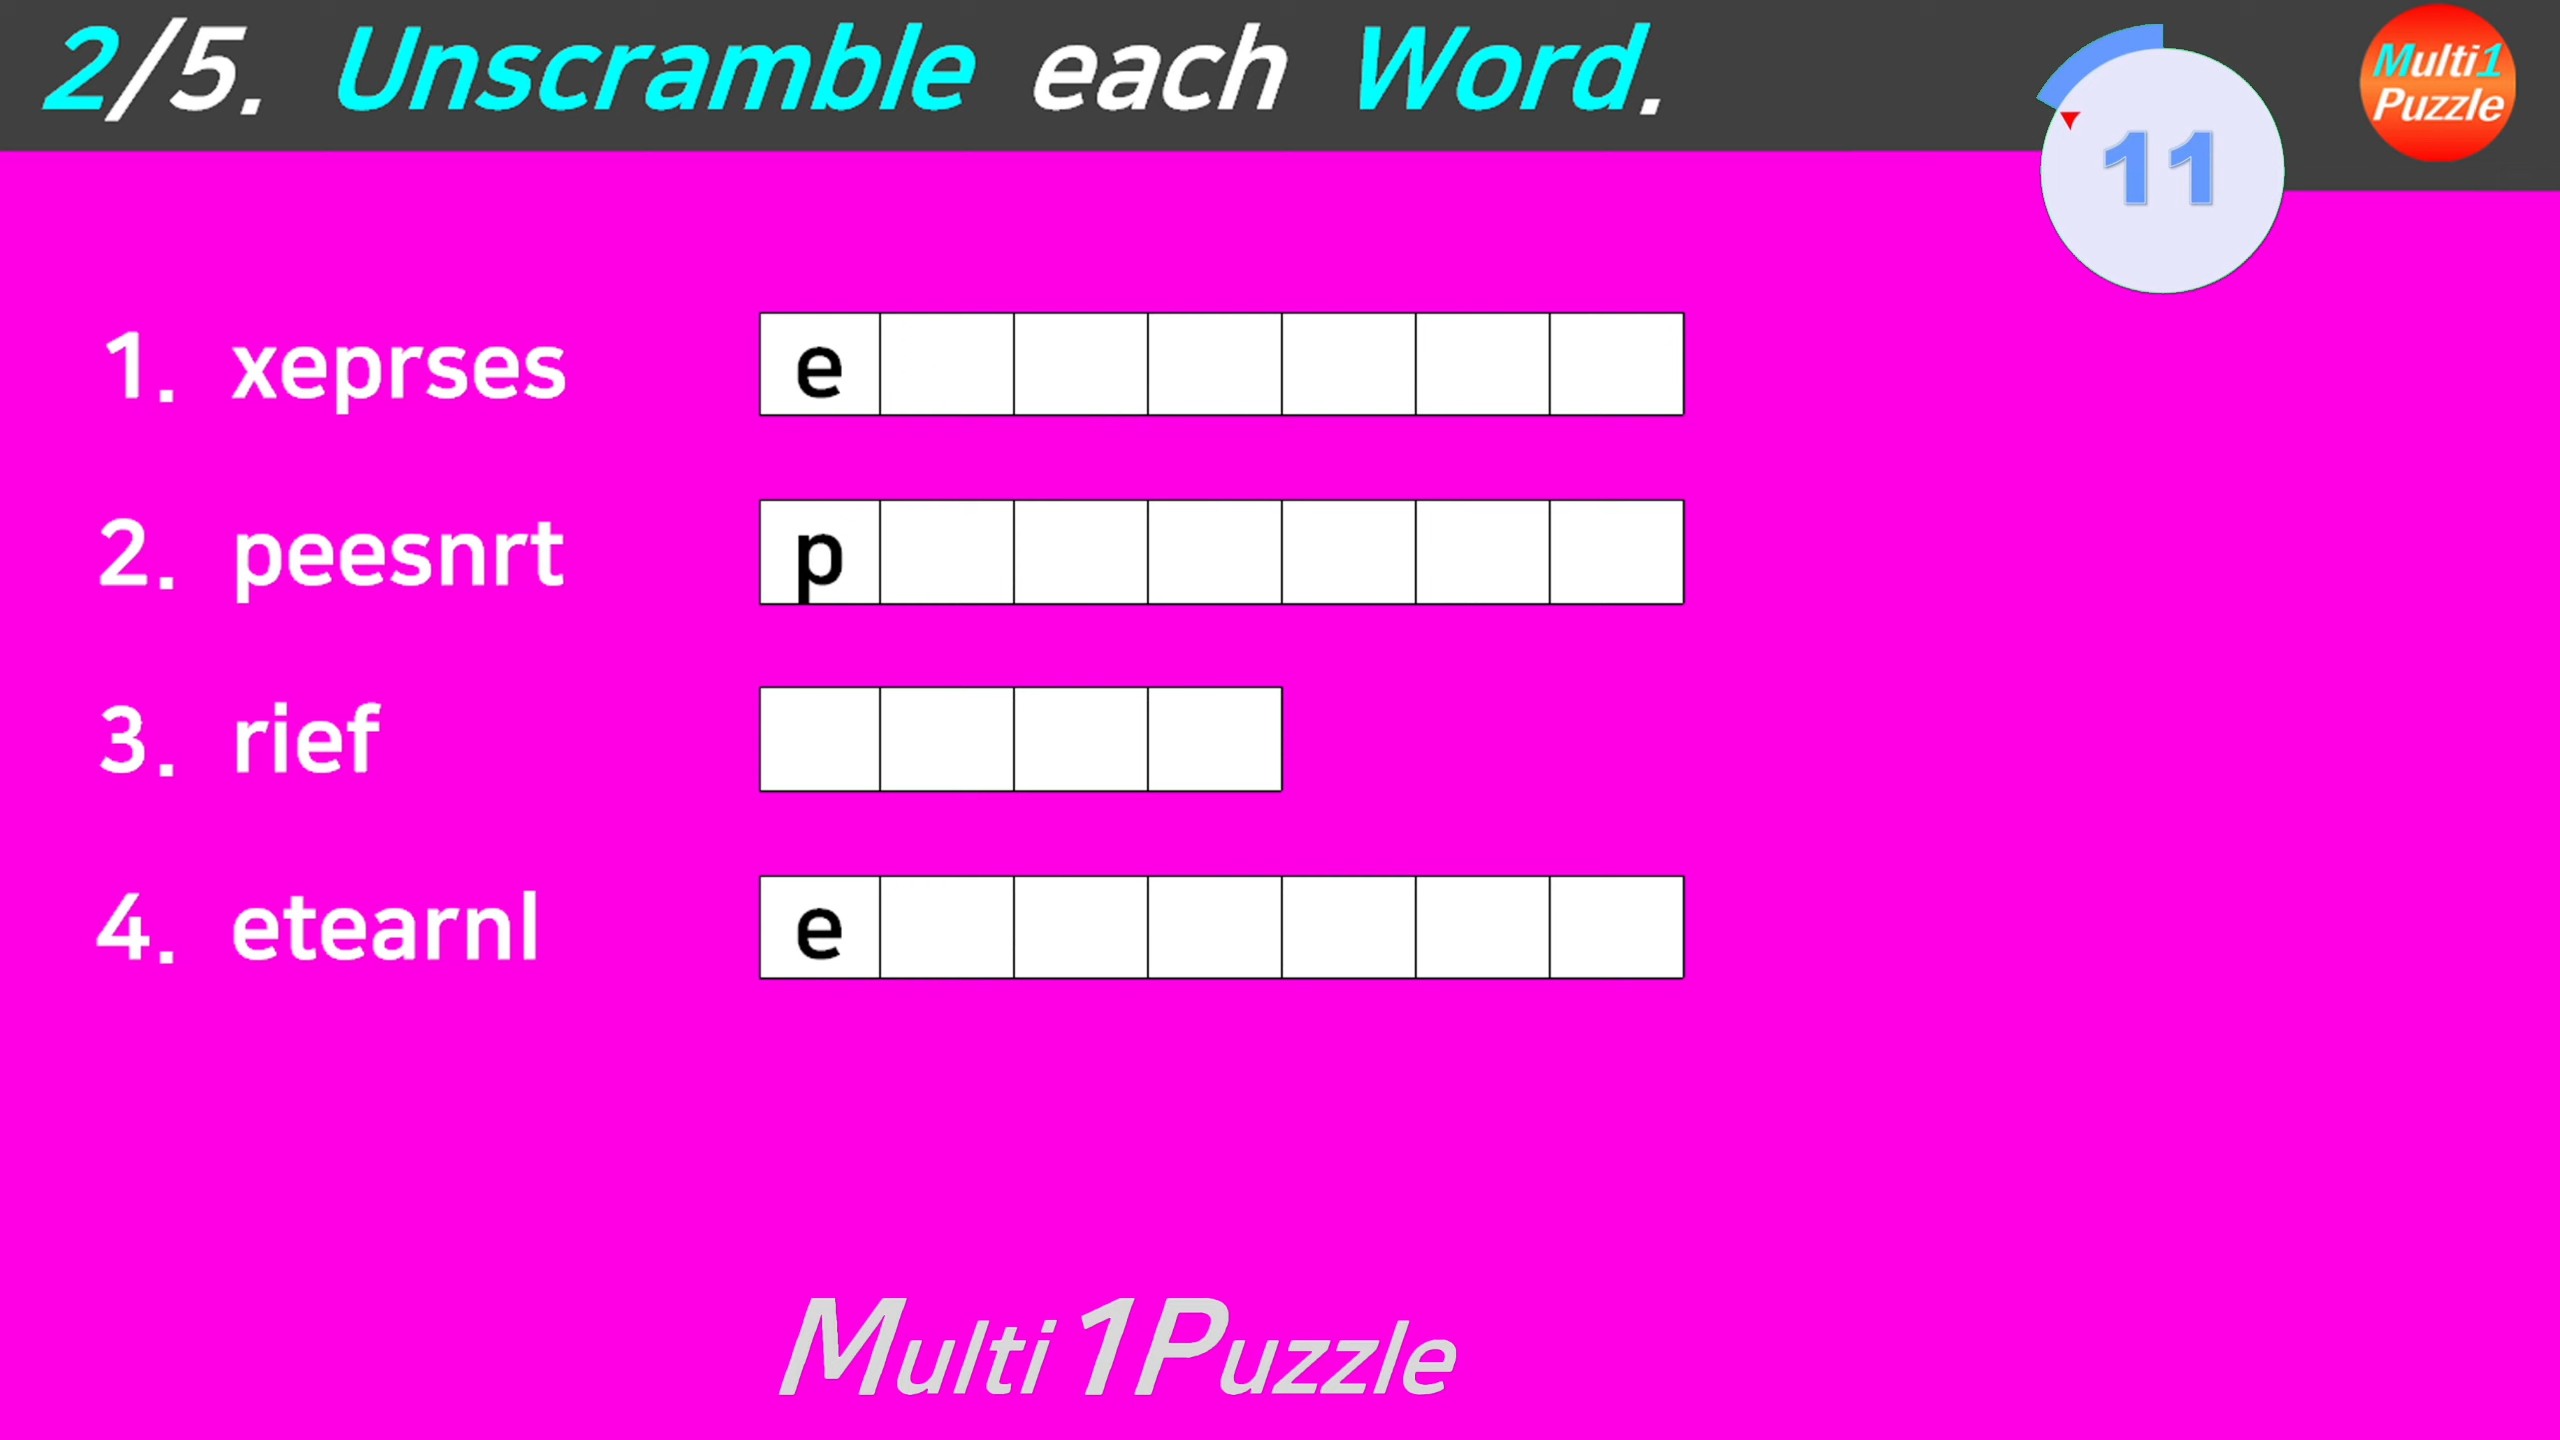 2/5. Unscramble each Word.
11
Multi1
Puzzle
1. xeprses e
2. peesnrt p
3. rief
4. etearnl e
Multi1Puzzle